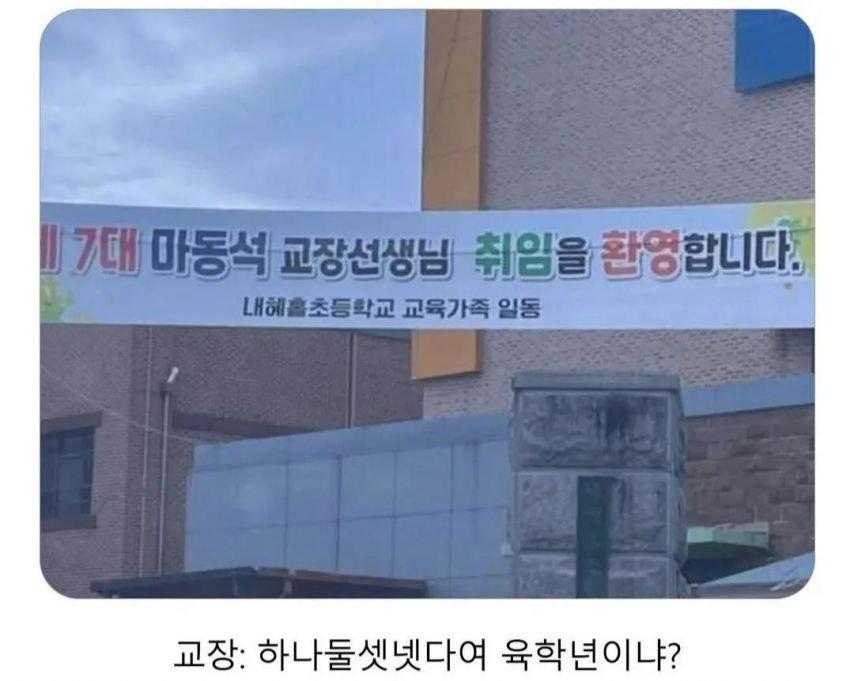 제 7대 마동석 교장선생님 취임을 환영합니다.
내혜홀초등학교 교육가족 일동
교장: 하나둘셋넷다여 육학년이냐?